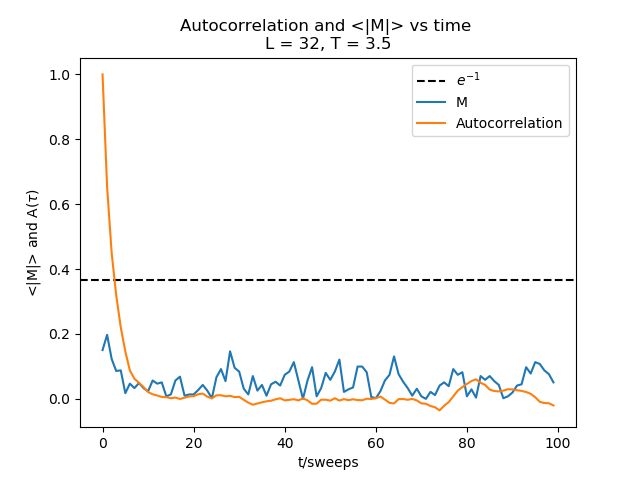 Autocorrelation and <|M|> vs time
L = 32, T = 3.5
<|M|> and A(τ)
1.0
0.8
0.6
0.4
0.2
0.0
e⁻¹
M
Autocorrelation
0 20 40 60 80 100
t/sweeps